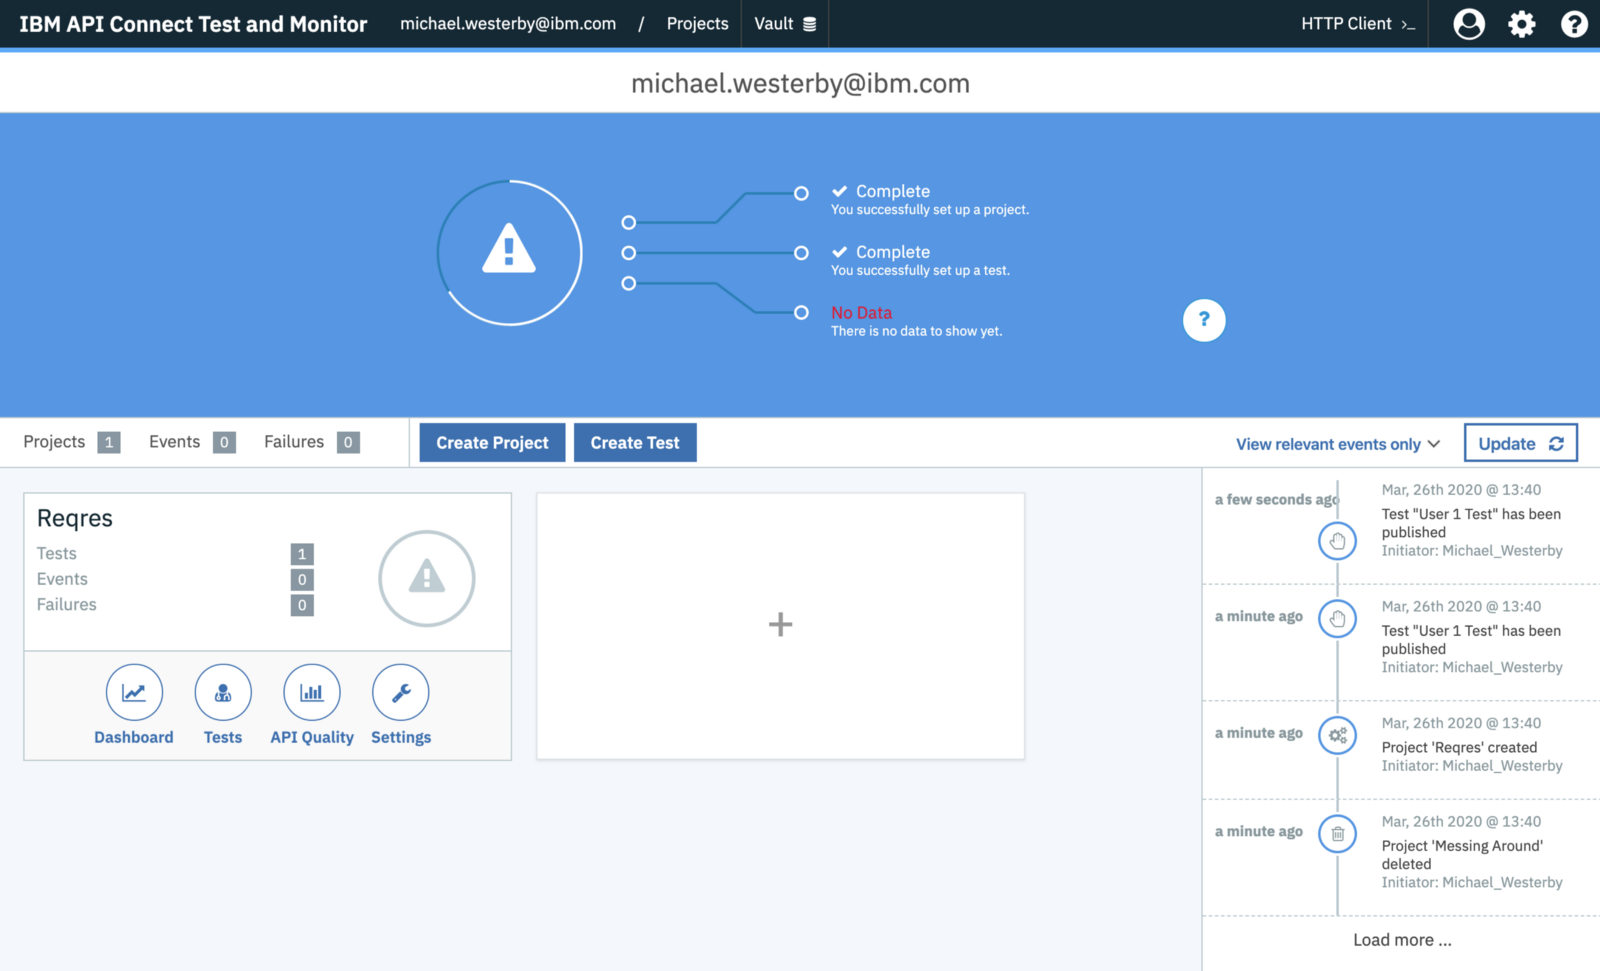 IBM API Connect Test and Monitor
michael.westerby@ibm.com / Projects
Vault
HTTP Client >_
?
michael.westerby@ibm.com
Complete
You successfully set up a project.
Complete
You successfully set up a test.
No Data
There is no data to show yet.
?
Projects 1
Events 0
Failures 0
Create Project
Create Test
View relevant events only
Update
Reqres
Tests 1
Events 0
Failures 0
Dashboard
Tests
API Quality
Settings
+
a few seconds ago
Mar, 26th 2020 @ 13:40
Test "User 1 Test" has been
published
Initiator: Michael_Westerby
a minute ago
Mar, 26th 2020 @ 13:40
Test "User 1 Test" has been
published
Initiator: Michael_Westerby
a minute ago
Mar, 26th 2020 @ 13:40
Project 'Reqres' created
Initiator: Michael_Westerby
a minute ago
Mar, 26th 2020 @ 13:40
Project 'Messing Around'
deleted
Initiator: Michael_Westerby
Load more ...